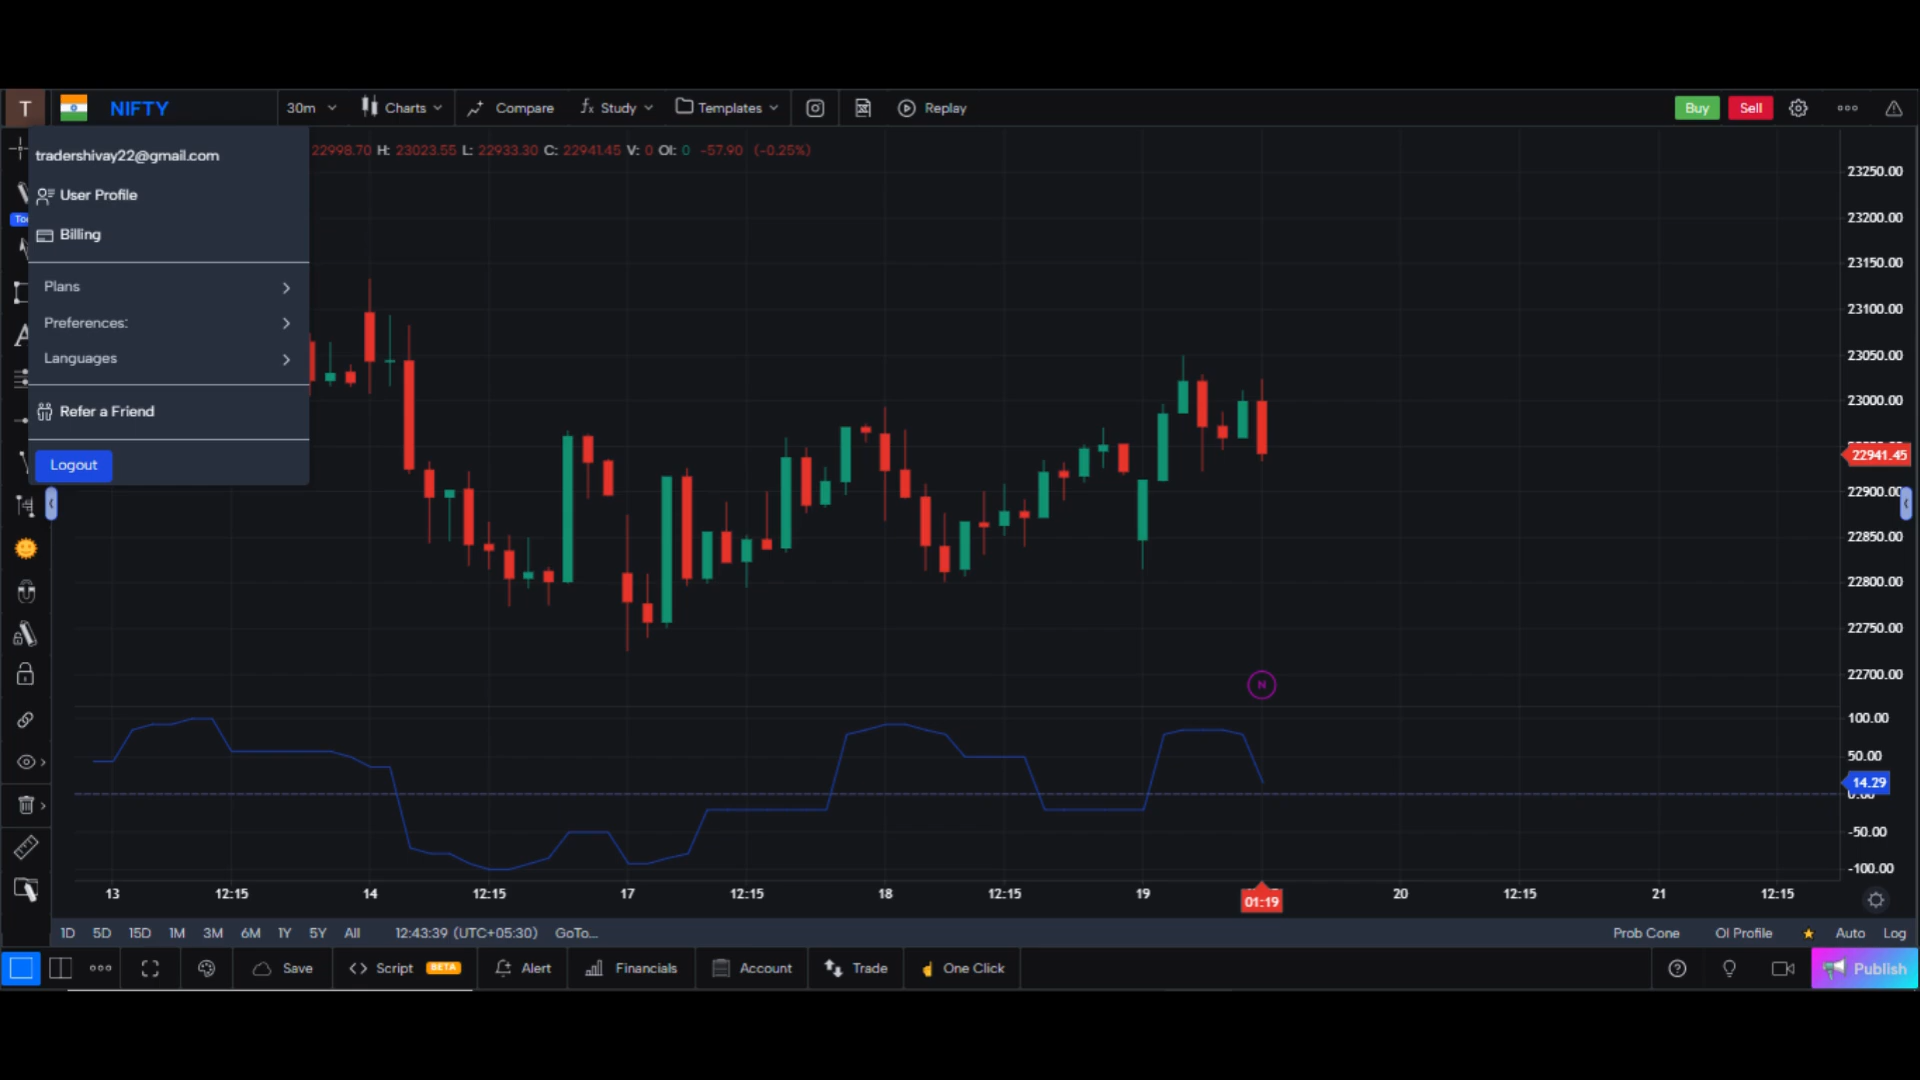 T NIFTY 30m Charts Compare fx Study Templates Replay Buy Sell
tradershivay22@gmail.com
22998.70 H: 23023.55 L: 22933.30 C: 22941.45 V: 0 OI: 0 -57.90 (-0.25%)
User Profile
Billing
Plans
Preferences:
Languages
Refer a Friend
Logout
23250.00
23200.00
23150.00
23100.00
23050.00
23000.00
22941.45
22900.00
22850.00
22800.00
22750.00
22700.00
N
100.00
50.00
14.29
0.00
-50.00
-100.00
13 12:15 14 12:15 17 12:15 18 12:15 19 01:19 20 12:15 21 12:15
1D 5D 15D 1M 3M 6M 1Y 5Y All 12:43:39 (UTC+05:30) GoTo... Prob Cone OI Profile Auto Log
Save Script BETA Alert Financials Account Trade One Click Publish